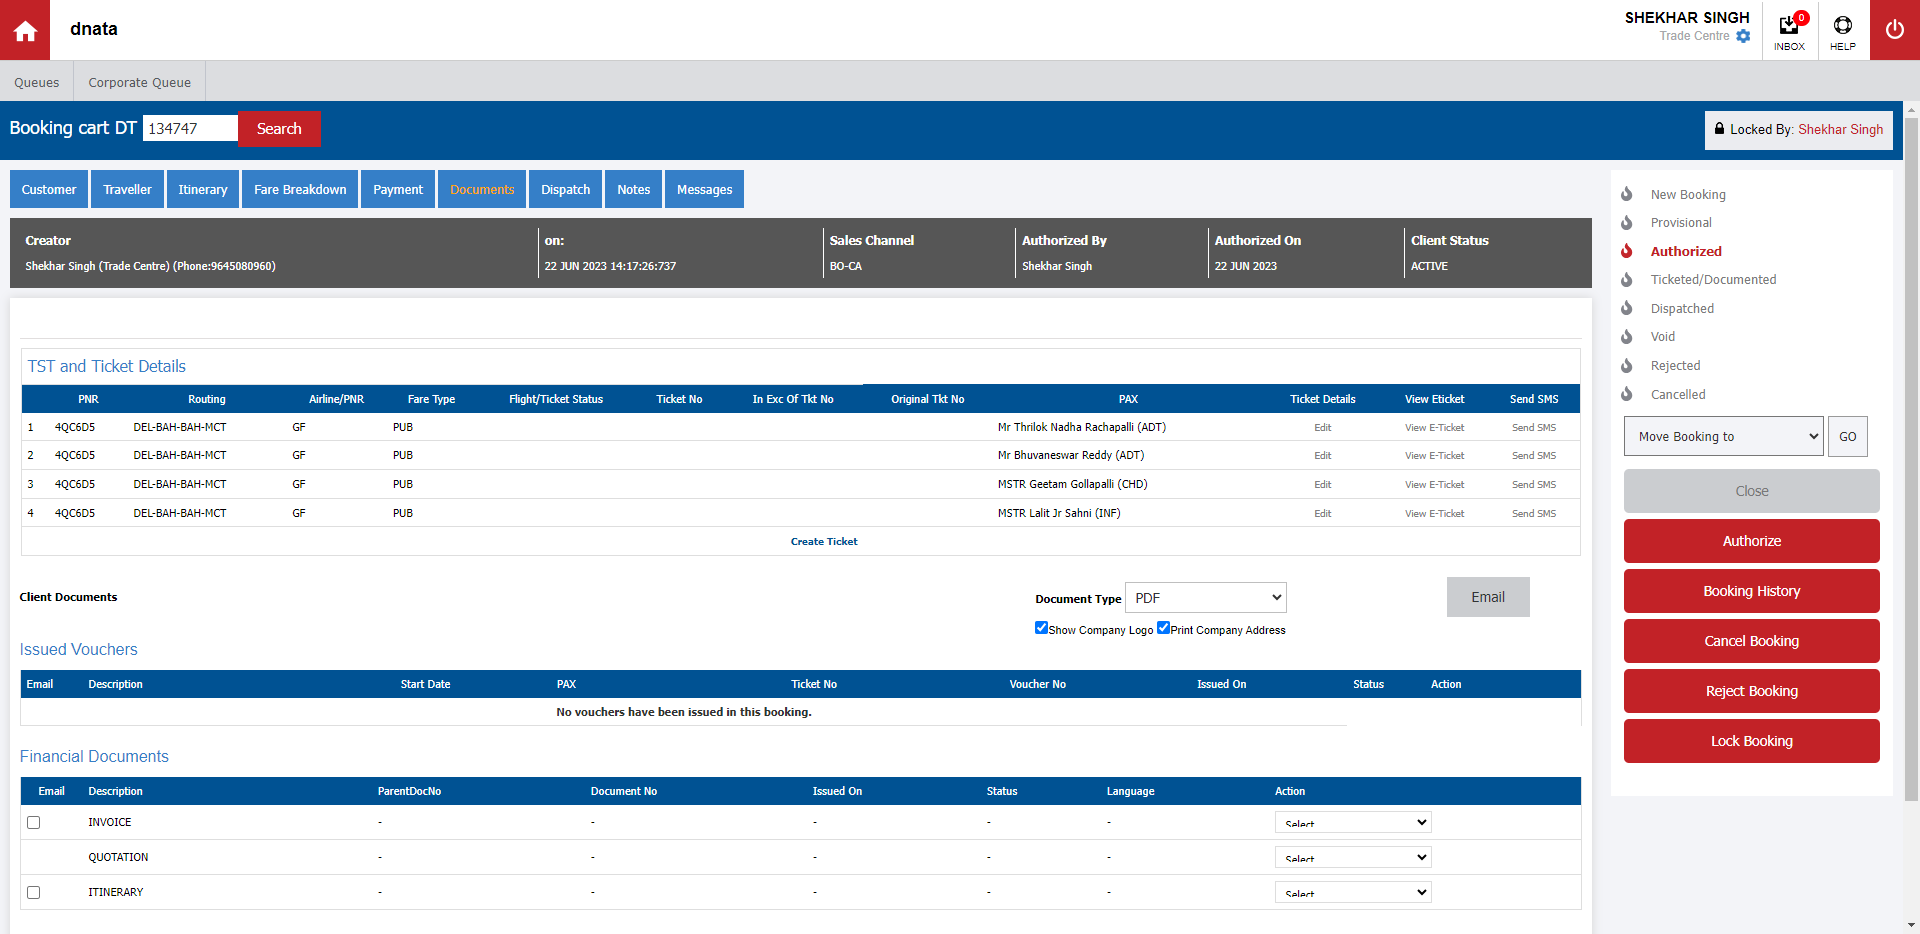 dnata
SHEKHAR SINGH
Trade Centre
0
INBOX
HELP
Queues
Corporate Queue
Booking cart DT 134747 Search
Locked By: Shekhar Singh
Customer Traveller Itinerary Fare Breakdown Payment Documents Dispatch Notes Messages
Creator on: Sales Channel Authorized By Authorized On Client Status
Shekhar Singh (Trade Centre) (Phone:9645080960) 22 JUN 2023 14:17:26:737 BO-CA Shekhar Singh 22 JUN 2023 ACTIVE
TST and Ticket Details
PNR Routing Airline/PNR Fare Type Flight/Ticket Status Ticket No In Exc Of Tkt No Original Tkt No PAX Ticket Details View Eticket Send SMS
1 4QC6D5 DEL-BAH-BAH-MCT GF PUB Mr Thrilok Nadha Rachapalli (ADT) Edit View E-Ticket Send SMS
2 4QC6D5 DEL-BAH-BAH-MCT GF PUB Mr Bhuvaneswar Reddy (ADT) Edit View E-Ticket Send SMS
3 4QC6D5 DEL-BAH-BAH-MCT GF PUB MSTR Geetam Gollapalli (CHD) Edit View E-Ticket Send SMS
4 4QC6D5 DEL-BAH-BAH-MCT GF PUB MSTR Lalit Jr Sahni (INF) Edit View E-Ticket Send SMS
Create Ticket
Client Documents
Document Type PDF
Email
Show Company Logo Print Company Address
Issued Vouchers
Email Description Start Date PAX Ticket No Voucher No Issued On Status Action
No vouchers have been issued in this booking.
Financial Documents
Email Description ParentDocNo Document No Issued On Status Language Action
INVOICE - - - - - Select
QUOTATION - - - - - Select
ITINERARY - - - - - Select
New Booking
Provisional
Authorized
Ticketed/Documented
Dispatched
Void
Rejected
Cancelled
Move Booking to GO
Close
Authorize
Booking History
Cancel Booking
Reject Booking
Lock Booking